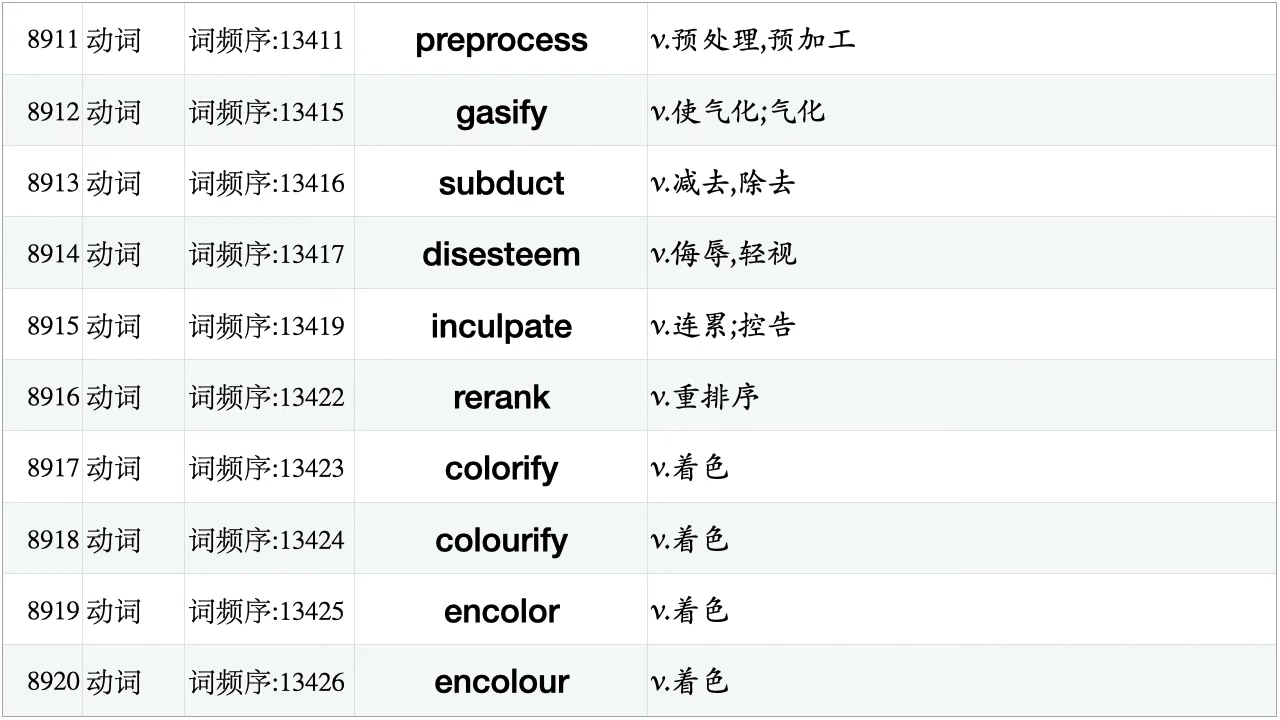 8911 动词 词频序:13411 preprocess v.预处理,预加工
8912 动词 词频序:13415 gasify v.使气化;气化
8913 动词 词频序:13416 subduct v.减去,除去
8914 动词 词频序:13417 disesteem v.侮辱,轻视
8915 动词 词频序:13419 inculpate v.连累;控告
8916 动词 词频序:13422 rerank v.重排序
8917 动词 词频序:13423 colorify v.着色
8918 动词 词频序:13424 colourify v.着色
8919 动词 词频序:13425 encolor v.着色
8920 动词 词频序:13426 encolour v.着色